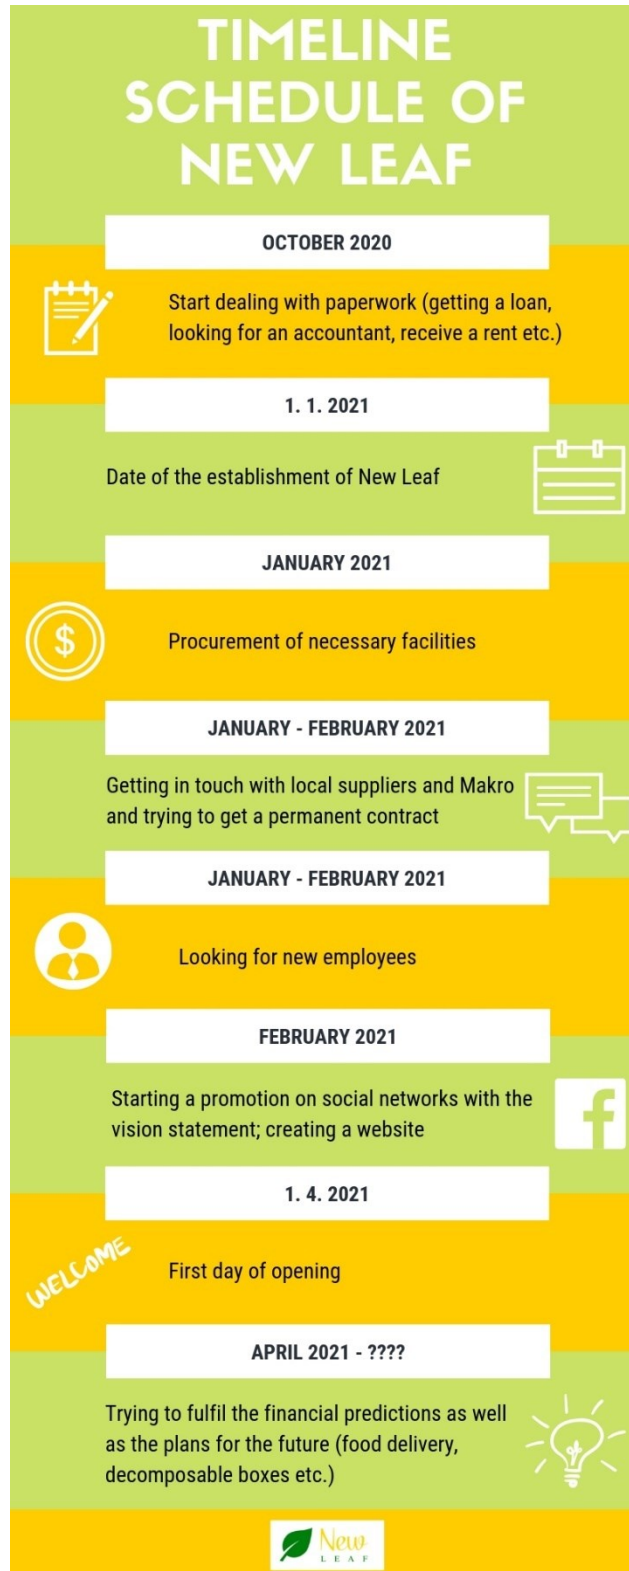 TIMELINE
SCHEDULE OF
NEW LEAF
OCTOBER 2020
Start dealing with paperwork (getting a loan,
looking for an accountant, receive a rent etc.)
1. 1. 2021
Date of the establishment of New Leaf
JANUARY 2021
$
Procurement of necessary facilities
JANUARY - FEBRUARY 2021
Getting in touch with local suppliers and Makro
and trying to get a permanent contract
JANUARY - FEBRUARY 2021
Looking for new employees
FEBRUARY 2021
Starting a promotion on social networks with the
vision statement; creating a website
f
1. 4. 2021
WELCOME
First day of opening
APRIL 2021 - ????
Trying to fulfil the financial predictions as well
as the plans for the future (food delivery,
decomposable boxes etc.)
New
LEAF